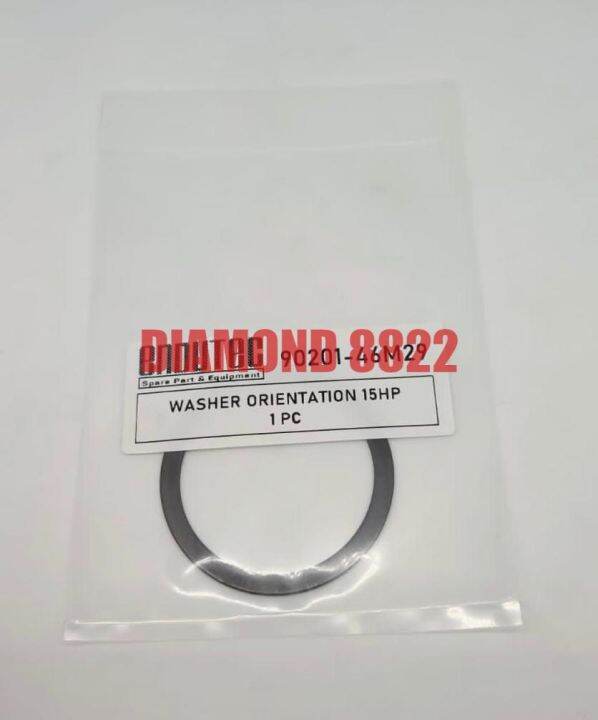 DIAMOND 8822
90201-46M29
Spare Part & Equipment
WASHER ORIENTATION 15HP
1 PC